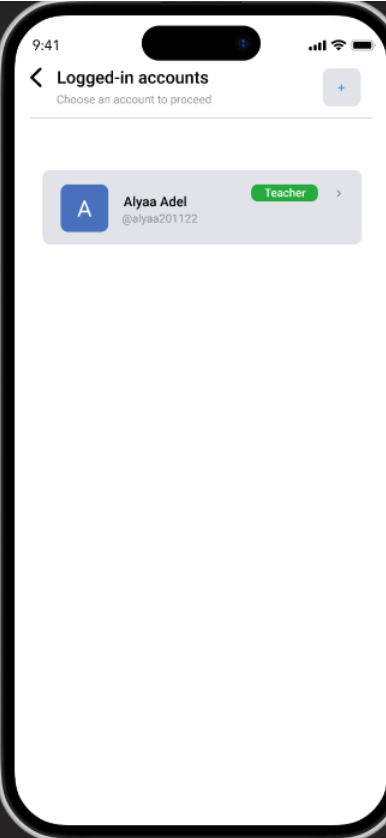 9:41
Logged-in accounts
Choose an account to proceed
+
A
Alyaa Adel
Teacher
>
@alyaa201122